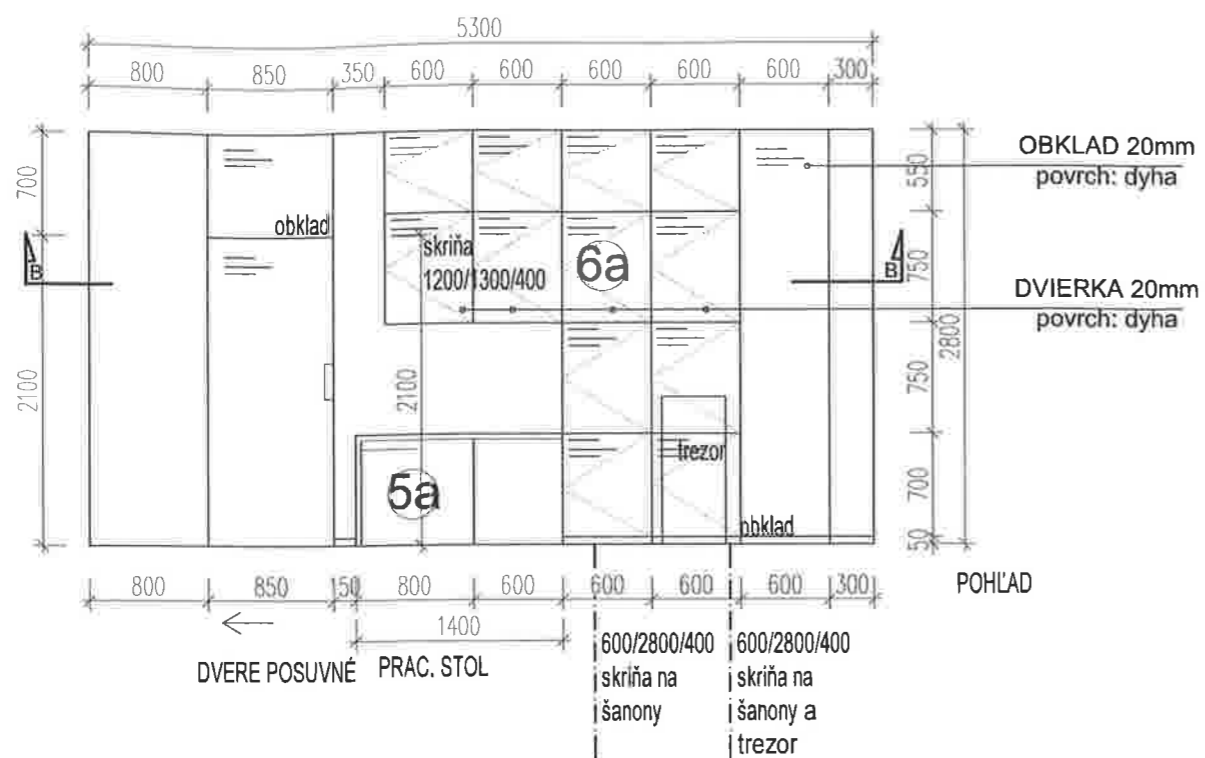 5300
800 850 350 600 600 600 600 600 300
OBKLAD 20mm
povrch: dyha
700
obklad
550
skriňa
1200/1300/400
6a
B
B
750
2800
DVIERKA 20mm
povrch: dyha
2100
2100
750
trezor
5a
700
obklad
50
POHĽAD
800 850 150 800 600 600 600 600 300
1400
DVERE POSUVNÉ
PRAC. STOL
600/2800/400
skriňa na
šanony
600/2800/400
skriňa na
šanony a
trezor